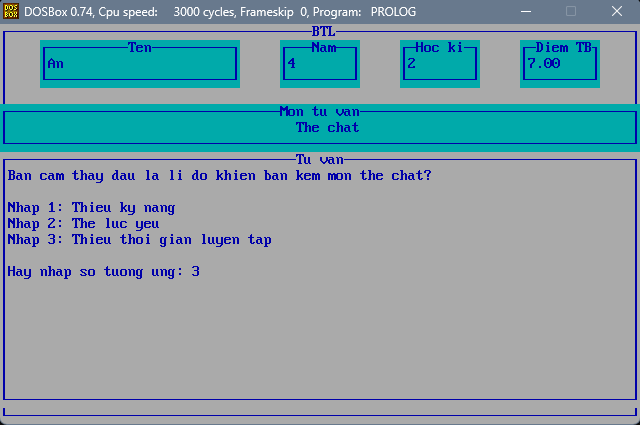 DOS
BOX
DOSBox 0.74, Cpu speed: 3000 cycles, Frameskip 0, Program: PROLOG
BTL
Ten
Nam
Hoc ki
Diem TB
An
4
2
7.00
Mon tu van
The chat
Tu van
Ban cam thay dau la li do khien ban kem mon the chat?
Nhap 1: Thieu ky nang
Nhap 2: The luc yeu
Nhap 3: Thieu thoi gian luyen tap
Hay nhap so tuong ung: 3